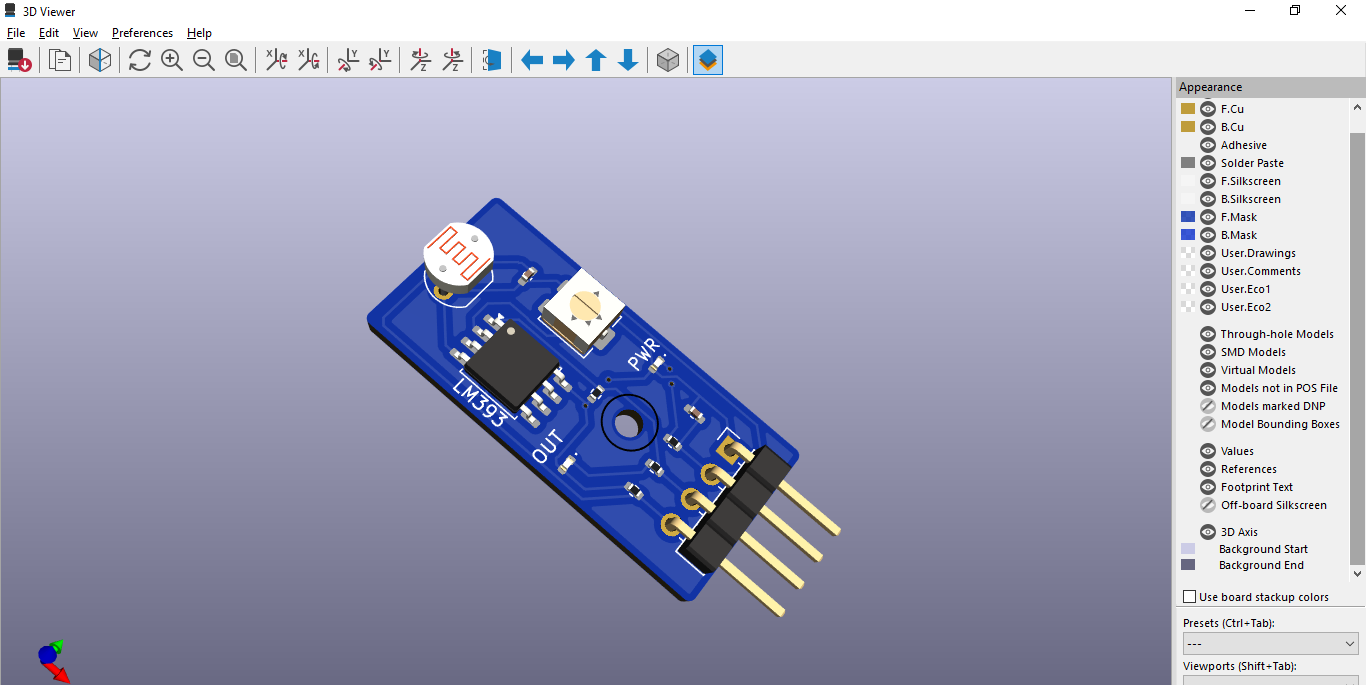 3D Viewer
File Edit View Preferences Help
X X Y Y Z Z
Appearance
F.Cu
B.Cu
Adhesive
Solder Paste
F.Silkscreen
B.Silkscreen
F.Mask
B.Mask
User.Drawings
User.Comments
User.Eco1
User.Eco2
Through-hole Models
SMD Models
Virtual Models
Models not in POS File
Models marked DNP
Model Bounding Boxes
Values
References
Footprint Text
Off-board Silkscreen
3D Axis
Background Start
Background End
Use board stackup colors
Presets (Ctrl+Tab):
---
Viewports (Shift+Tab):
PWR
LM393
OUT